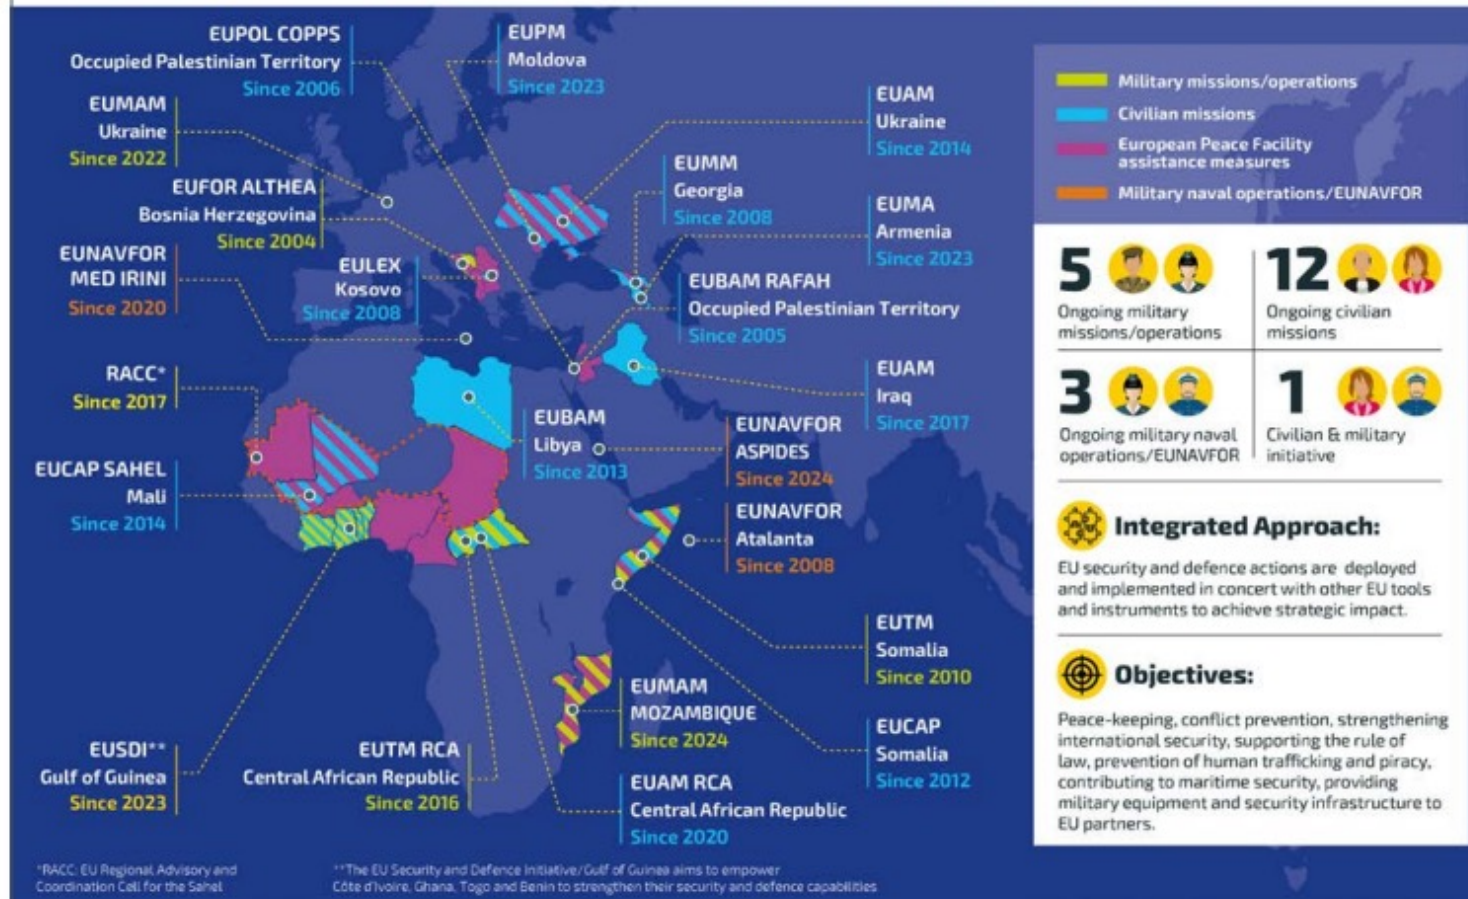 EUPOL COPPS
Occupied Palestinian Territory
Since 2006
EUPM
Moldova
Since 2023
EUMAM
Ukraine
Since 2022
EUAM
Ukraine
Since 2014
EUFOR ALTHEA
Bosnia Herzegovina
Since 2004
EUMM
Georgia
Since 2008
EUMA
Armenia
Since 2023
EUNAVFOR
MED IRINI
Since 2020
EULEX
Kosovo
Since 2008
EUBAM RAFAH
Occupied Palestinian Territory
Since 2005
RACC*
Since 2017
EUAM
Iraq
Since 2017
EUBAM
Libya
Since 2013
EUNAVFOR
ASPIDES
Since 2024
EUCAP SAHEL
Mali
Since 2014
EUNAVFOR
Atalanta
Since 2008
EUTM
Somalia
Since 2010
EUMAM
MOZAMBIQUE
Since 2024
EUCAP
Somalia
Since 2012
EUSDI**
Gulf of Guinea
Since 2023
EUTM RCA
Central African Republic
Since 2016
EUAM RCA
Central African Republic
Since 2020
*RACC: EU Regional Advisory and
Coordination Cell for the Sahel
**The EU Security and Defence Initiative/Gulf of Guinea aims to empower
Côte d'Ivoire, Ghana, Togo and Benin to strengthen their security and defence capabilities
Military missions/operations
Civilian missions
European Peace Facility
assistance measures
Military naval operations/EUNAVFOR
5
Ongoing military
missions/operations
12
Ongoing civilian
missions
3
Ongoing military naval
operations/EUNAVFOR
1
Civilian & military
initiative
Integrated Approach:
EU security and defence actions are deployed
and implemented in concert with other EU tools
and instruments to achieve strategic impact.
Objectives:
Peace-keeping, conflict prevention, strengthening
international security, supporting the rule of
law, prevention of human trafficking and piracy,
contributing to maritime security, providing
military equipment and security infrastructure to
EU partners.